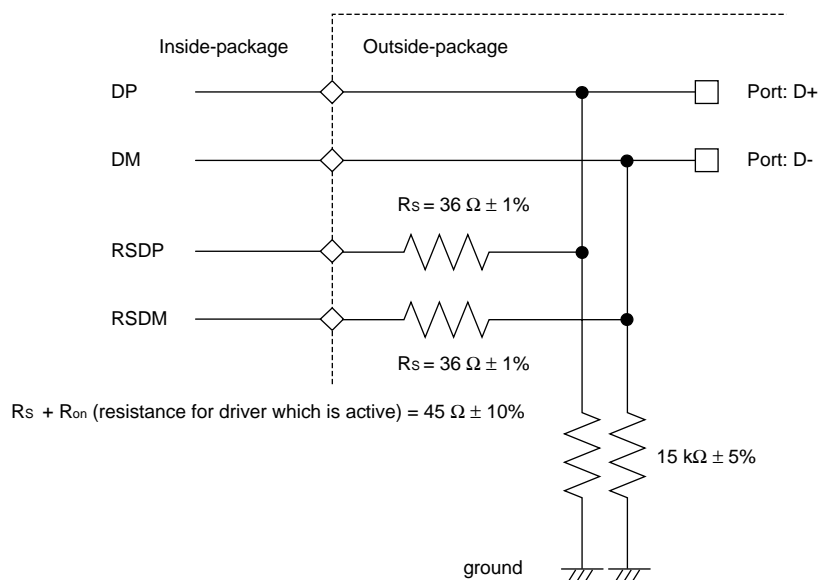 Inside-package
Outside-package
DP
Port: D+
DM
Port: D-
RS = 36 Ω ± 1%
RSDP
RSDM
RS = 36 Ω ± 1%
RS + Ron (resistance for driver which is active) = 45 Ω ± 10%
15 kΩ ± 5%
ground